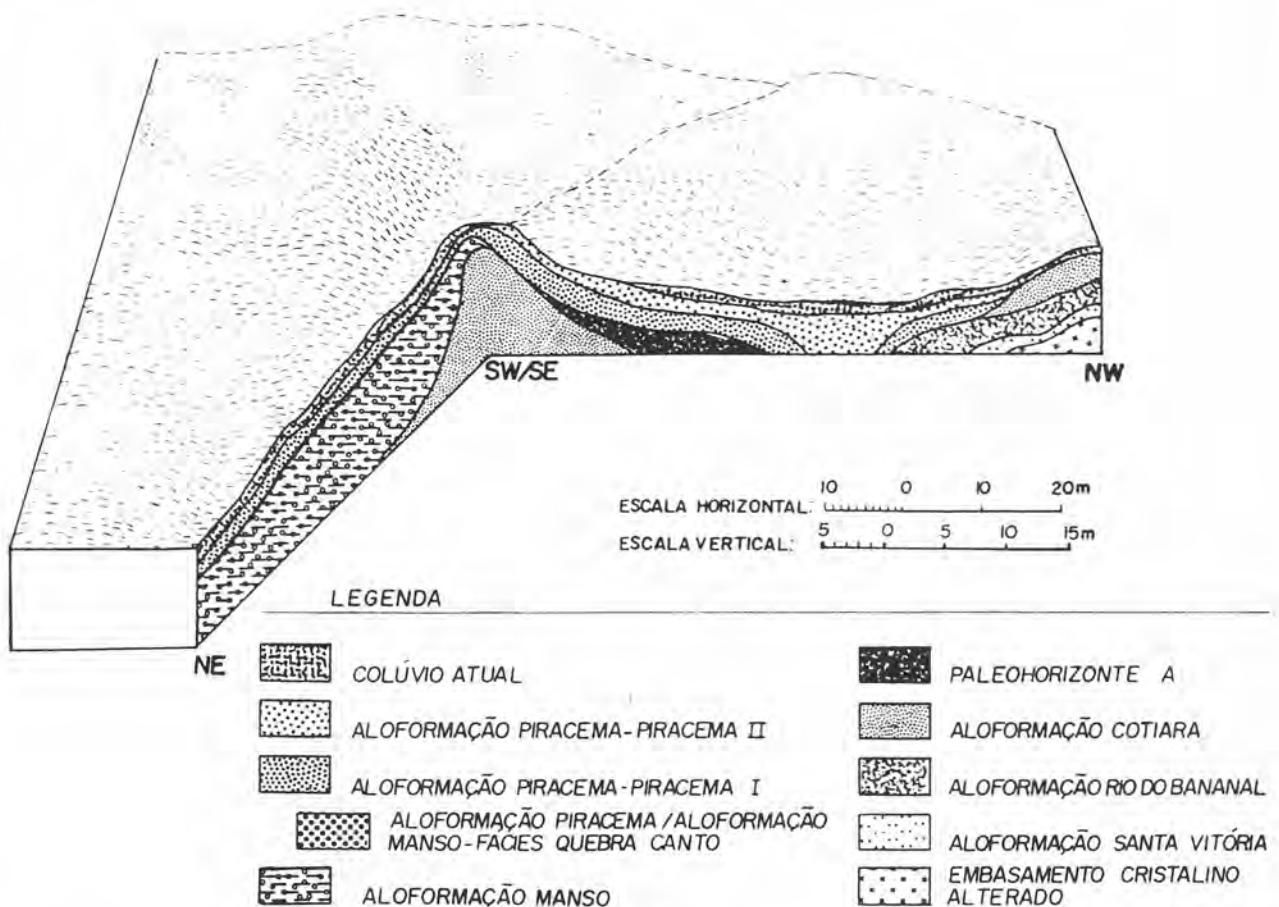 SW/SE
NW
NE
ESCALA HORIZONTAL: 10 0 10 20m
ESCALA VERTICAL: 5 0 5 10 15m
LEGENDA
COLÚVIO ATUAL
ALOFORMAÇÃO PIRACEMA-PIRACEMA II
ALOFORMAÇÃO PIRACEMA-PIRACEMA I
ALOFORMAÇÃO PIRACEMA/ALOFORMAÇÃO
MANSO-FACIES QUEBRA CANTO
ALOFORMAÇÃO MANSO
PALEOHORIZONTE A
ALOFORMAÇÃO COTIARA
ALOFORMAÇÃO RIO DO BANANAL
ALOFORMAÇÃO SANTA VITÓRIA
EMBASAMENTO CRISTALINO
ALTERADO